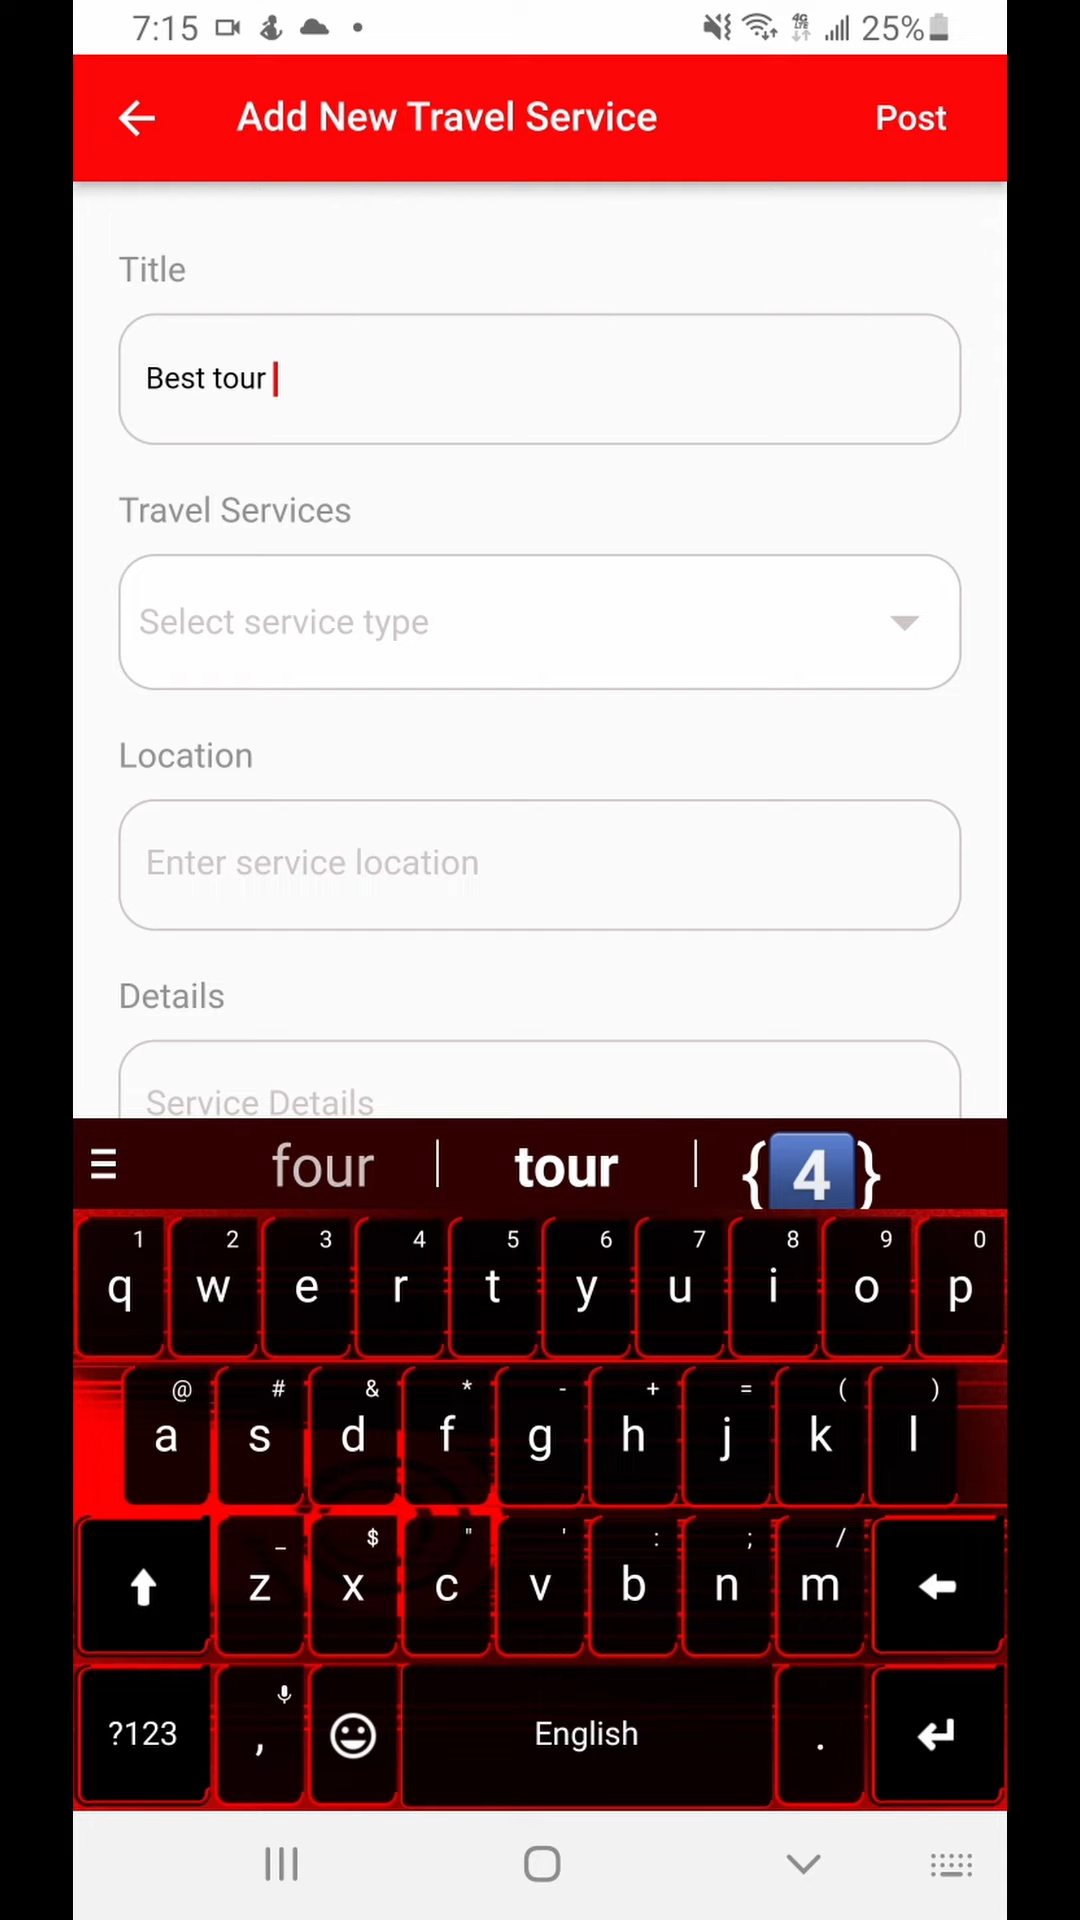 7:15 4G LTE 25%
Add New Travel Service Post
Title
Best tour
Travel Services
Select service type
Location
Enter service location
Details
Service Details
four tour {4}
1 2 3 4 5 6 7 8 9 0
q w e r t y u i o p
@ # & * - + = ( )
a s d f g h j k l
_ $ " ' : ; /
z x c v b n m
?123 , English .